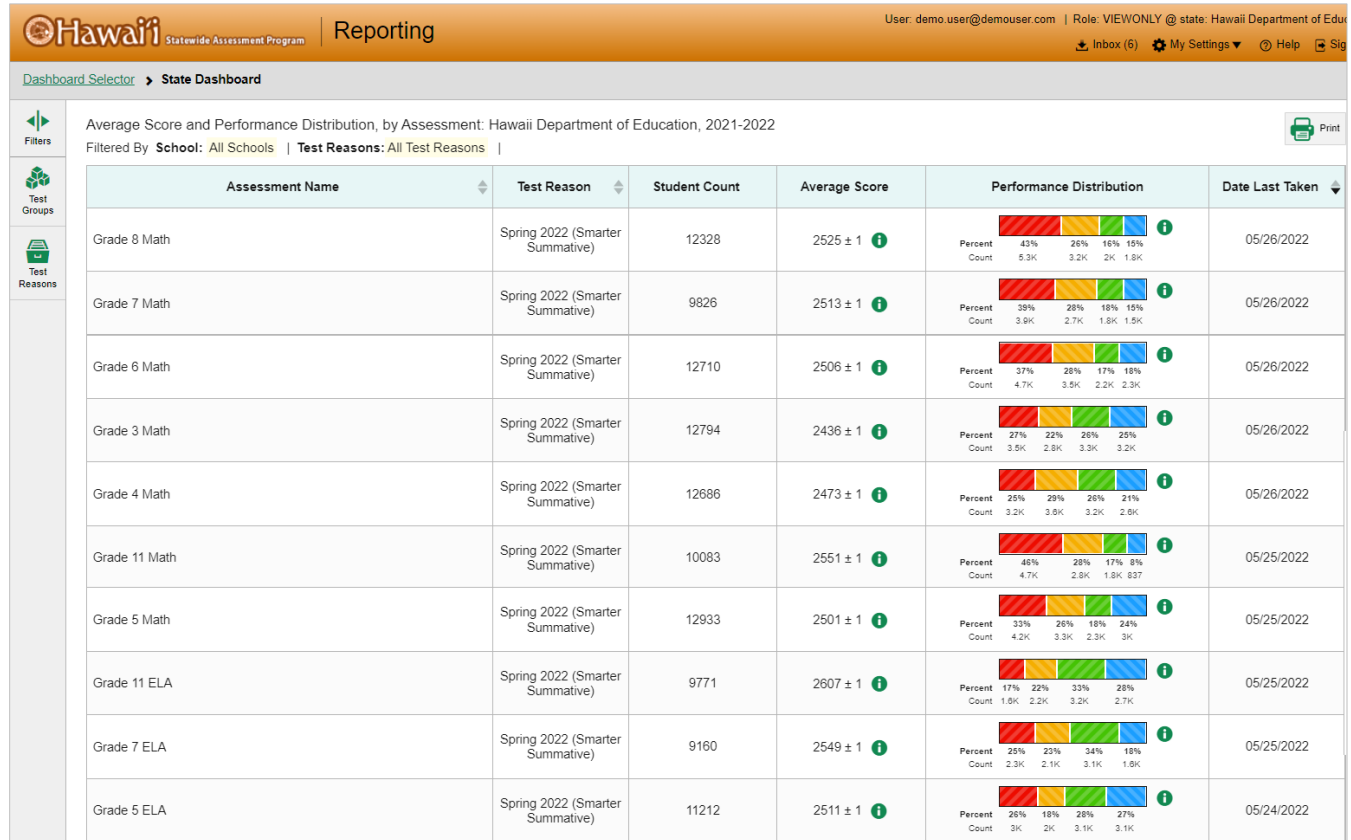 Hawai'i Statewide Assessment Program Reporting
User: demo.user@demouser.com | Role: VIEWONLY @ state: Hawaii Department of Educ
Inbox (6) My Settings ▼ Help Sig
Dashboard Selector > State Dashboard
Filters
Test
Groups
Test
Reasons
Average Score and Performance Distribution, by Assessment: Hawaii Department of Education, 2021-2022
Filtered By School: All Schools | Test Reasons: All Test Reasons |
Print
Assessment Name Test Reason Student Count Average Score Performance Distribution Date Last Taken
Grade 8 Math Spring 2022 (Smarter Summative) 12328 2525 ± 1 05/26/2022
Percent 43% 26% 16% 15%
Count 5.3K 3.2K 2K 1.8K
Grade 7 Math Spring 2022 (Smarter Summative) 9826 2513 ± 1 05/26/2022
Percent 39% 28% 18% 15%
Count 3.9K 2.7K 1.8K 1.5K
Grade 6 Math Spring 2022 (Smarter Summative) 12710 2506 ± 1 05/26/2022
Percent 37% 28% 17% 18%
Count 4.7K 3.5K 2.2K 2.3K
Grade 3 Math Spring 2022 (Smarter Summative) 12794 2436 ± 1 05/26/2022
Percent 27% 22% 26% 25%
Count 3.5K 2.8K 3.3K 3.2K
Grade 4 Math Spring 2022 (Smarter Summative) 12686 2473 ± 1 05/26/2022
Percent 25% 29% 26% 21%
Count 3.2K 3.6K 3.2K 2.6K
Grade 11 Math Spring 2022 (Smarter Summative) 10083 2551 ± 1 05/25/2022
Percent 46% 28% 17% 8%
Count 4.7K 2.8K 1.8K 837
Grade 5 Math Spring 2022 (Smarter Summative) 12933 2501 ± 1 05/25/2022
Percent 33% 26% 18% 24%
Count 4.2K 3.3K 2.3K 3K
Grade 11 ELA Spring 2022 (Smarter Summative) 9771 2607 ± 1 05/25/2022
Percent 17% 22% 33% 28%
Count 1.6K 2.2K 3.2K 2.7K
Grade 7 ELA Spring 2022 (Smarter Summative) 9160 2549 ± 1 05/25/2022
Percent 25% 23% 34% 18%
Count 2.3K 2.1K 3.1K 1.6K
Grade 5 ELA Spring 2022 (Smarter Summative) 11212 2511 ± 1 05/24/2022
Percent 26% 18% 28% 27%
Count 3K 2K 3.1K 3.1K